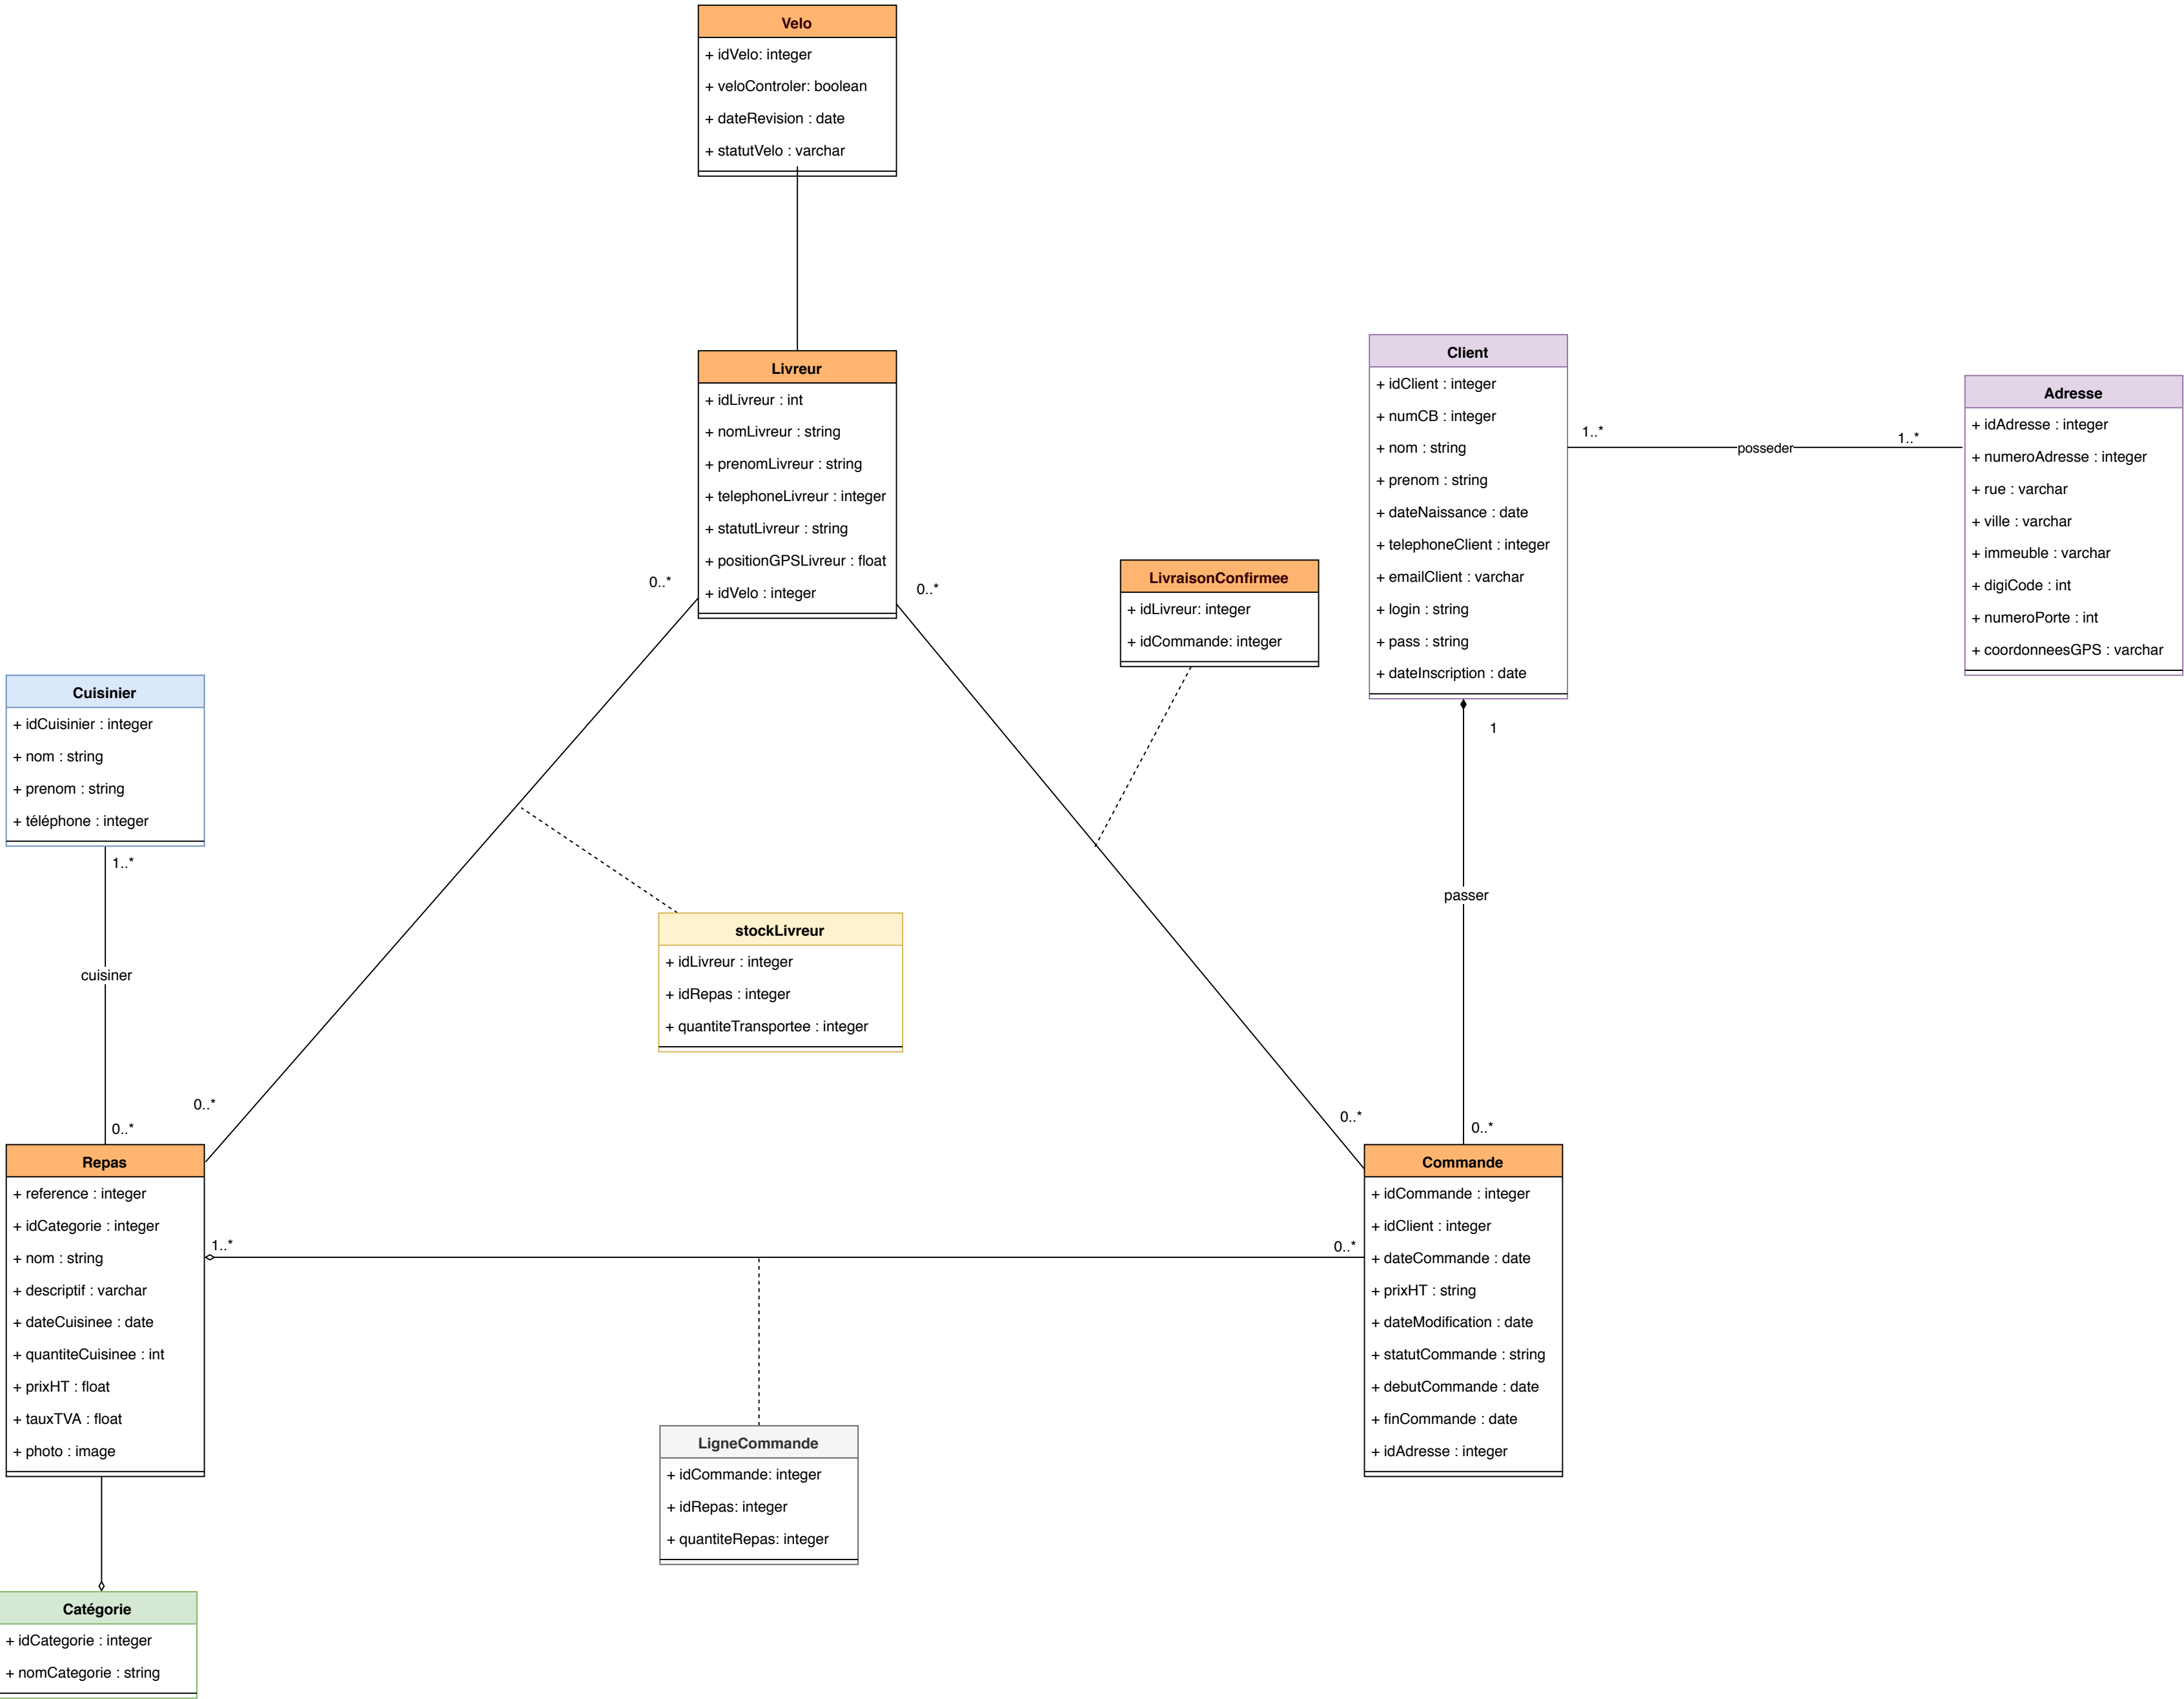 Velo
+ idVelo: integer
+ veloControler: boolean
+ dateRevision : date
+ statutVelo : varchar
Livreur
+ idLivreur : int
+ nomLivreur : string
+ prenomLivreur : string
+ telephoneLivreur : integer
+ statutLivreur : string
+ positionGPSLivreur : float
+ idVelo : integer
0..*
0..*
Client
+ idClient : integer
+ numCB : integer
+ nom : string
+ prenom : string
+ dateNaissance : date
+ telephoneClient : integer
+ emailClient : varchar
+ login : string
+ pass : string
+ dateInscription : date
1..*
posseder
1..*
Adresse
+ idAdresse : integer
+ numeroAdresse : integer
+ rue : varchar
+ ville : varchar
+ immeuble : varchar
+ digiCode : int
+ numeroPorte : int
+ coordonneesGPS : varchar
LivraisonConfirmee
+ idLivreur: integer
+ idCommande: integer
Cuisinier
+ idCuisinier : integer
+ nom : string
+ prenom : string
+ téléphone : integer
1..*
cuisiner
0..*
0..*
1
passer
0..*
0..*
stockLivreur
+ idLivreur : integer
+ idRepas : integer
+ quantiteTransportee : integer
Repas
+ reference : integer
+ idCategorie : integer
+ nom : string
+ descriptif : varchar
+ dateCuisinee : date
+ quantiteCuisinee : int
+ prixHT : float
+ tauxTVA : float
+ photo : image
1..*
0..*
Commande
+ idCommande : integer
+ idClient : integer
+ dateCommande : date
+ prixHT : string
+ dateModification : date
+ statutCommande : string
+ debutCommande : date
+ finCommande : date
+ idAdresse : integer
LigneCommande
+ idCommande: integer
+ idRepas: integer
+ quantiteRepas: integer
Catégorie
+ idCategorie : integer
+ nomCategorie : string